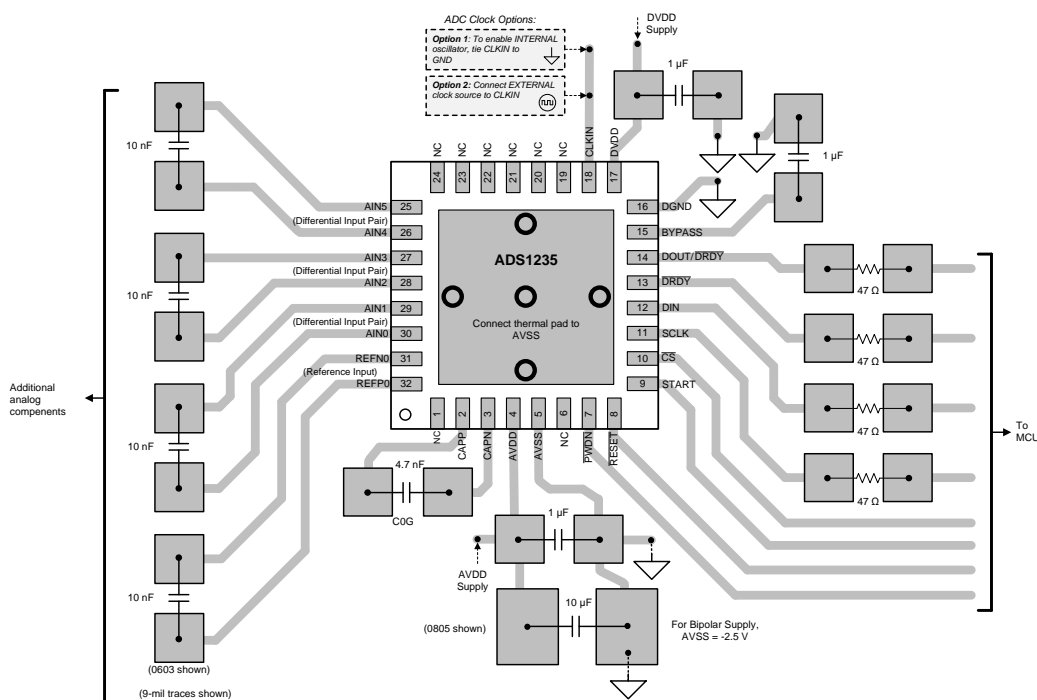 ADC Clock Options:
Option 1: To enable INTERNAL
oscillator, tie CLKIN to
GND
Option 2: Connect EXTERNAL
clock source to CLKIN
DVDD
Supply
1 µF
1 µF
10 nF
10 nF
10 nF
10 nF
NC
NC
NC
NC
NC
NC
CLKIN
DVDD
24
23
22
21
20
19
18
17
AIN5
25
(Differential Input Pair)
AIN4
26
AIN3
27
(Differential Input Pair)
AIN2
28
AIN1
29
(Differential Input Pair)
AIN0
30
REFN0
31
(Reference Input)
REFP0
32
ADS1235
Connect thermal pad to
AVSS
16
DGND
15
BYPASS
14
DOUT/DRDY
13
DRDY
12
DIN
11
SCLK
10
CS
9
START
1
2
3
4
5
6
7
8
NC
CAPP
CAPN
AVDD
AVSS
NC
PWDN
RESET
47 Ω
47 Ω
47 Ω
47 Ω
To
MCU
Additional
analog
compenents
4.7 nF
C0G
1 µF
AVDD
Supply
10 µF
(0805 shown)
For Bipolar Supply,
AVSS = -2.5 V
(0603 shown)
(9-mil traces shown)